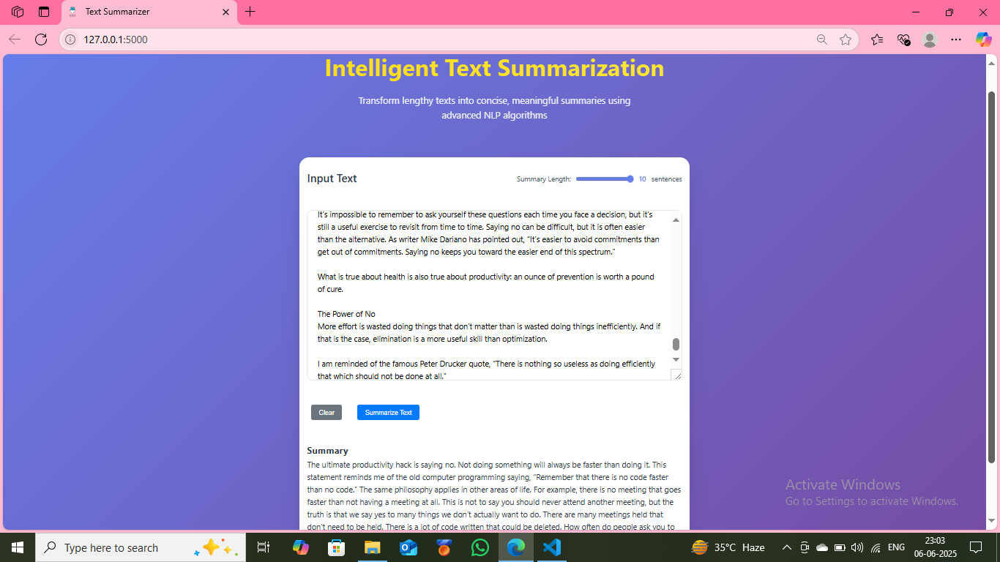 Text Summarizer
127.0.0.1:5000
Intelligent Text Summarization
Transform lengthy texts into concise, meaningful summaries using
advanced NLP algorithms
Input Text
Summary Length: 10 sentences
It's impossible to remember to ask yourself these questions each time you face a decision, but it's
still a useful exercise to revisit from time to time. Saying no can be difficult, but it is often easier
than the alternative. As writer Mike Dariano has pointed out, “It's easier to avoid commitments than
get out of commitments. Saying no keeps you toward the easier end of this spectrum.”
What is true about health is also true about productivity: an ounce of prevention is worth a pound
of cure.
The Power of No
More effort is wasted doing things that don't matter than is wasted doing things inefficiently. And if
that is the case, elimination is a more useful skill than optimization.
I am reminded of the famous Peter Drucker quote, “There is nothing so useless as doing efficiently
that which should not be done at all.”
Clear
Summarize Text
Summary
The ultimate productivity hack is saying no. Not doing something will always be faster than doing it. This
statement reminds me of the old computer programming saying, “Remember that there is no code faster
than no code.” The same philosophy applies in other areas of life. For example, there is no meeting that goes
faster than not having a meeting at all. This is not to say you should never attend another meeting, but the
truth is that we say yes to many things we don't actually want to do. There are many meetings held that
don't need to be held. There is a lot of code written that could be deleted. How often do people ask you to
Activate Windows
Go to Settings to activate Windows.
Type here to search
35°C Haze
ENG
23:03
06-06-2025